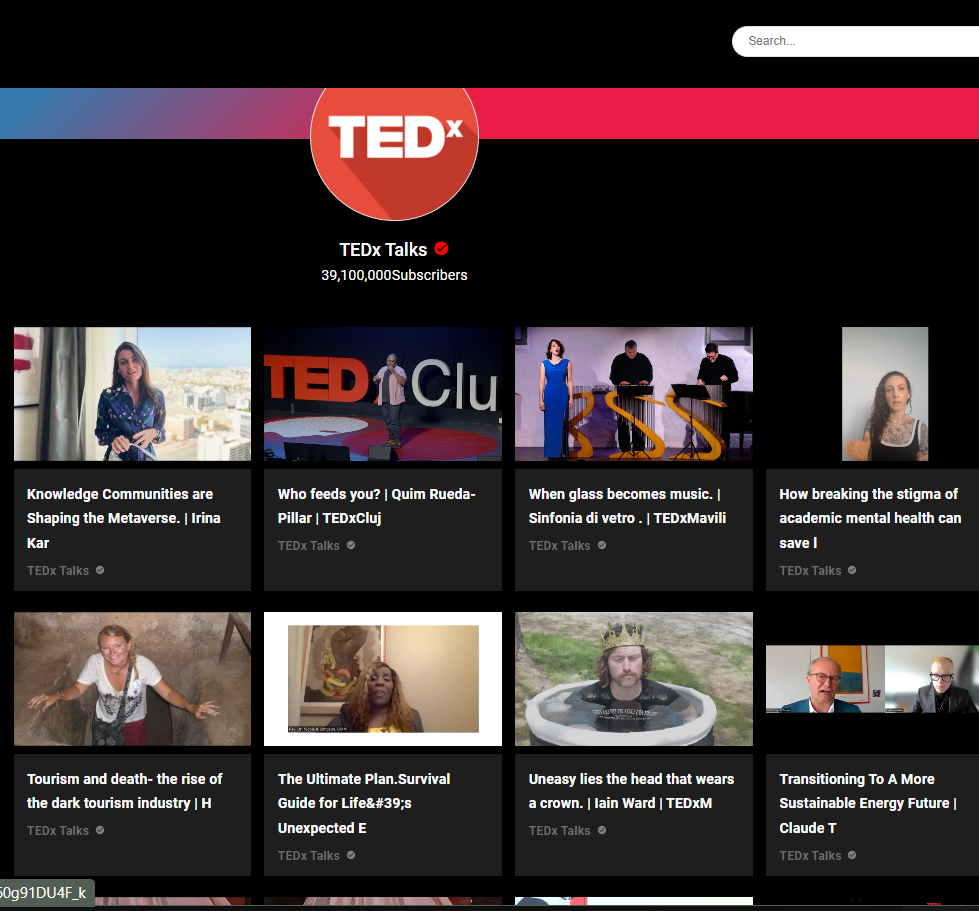 Search...
TEDx
TEDx Talks
39,100,000Subscribers
TED Cluj
Knowledge Communities are
Shaping the Metaverse. | Irina
Kar
TEDx Talks
Who feeds you? | Quim Rueda-
Pillar | TEDxCluj
TEDx Talks
When glass becomes music. |
Sinfonia di vetro . | TEDxMavili
TEDx Talks
How breaking the stigma of
academic mental health can
save l
TEDx Talks
Tourism and death- the rise of
the dark tourism industry | H
TEDx Talks
The Ultimate Plan.Survival
Guide for Life&#39;s
Unexpected E
TEDx Talks
Uneasy lies the head that wears
a crown. | Iain Ward | TEDxM
TEDx Talks
Transitioning To A More
Sustainable Energy Future |
Claude T
TEDx Talks
60g91DU4F_k